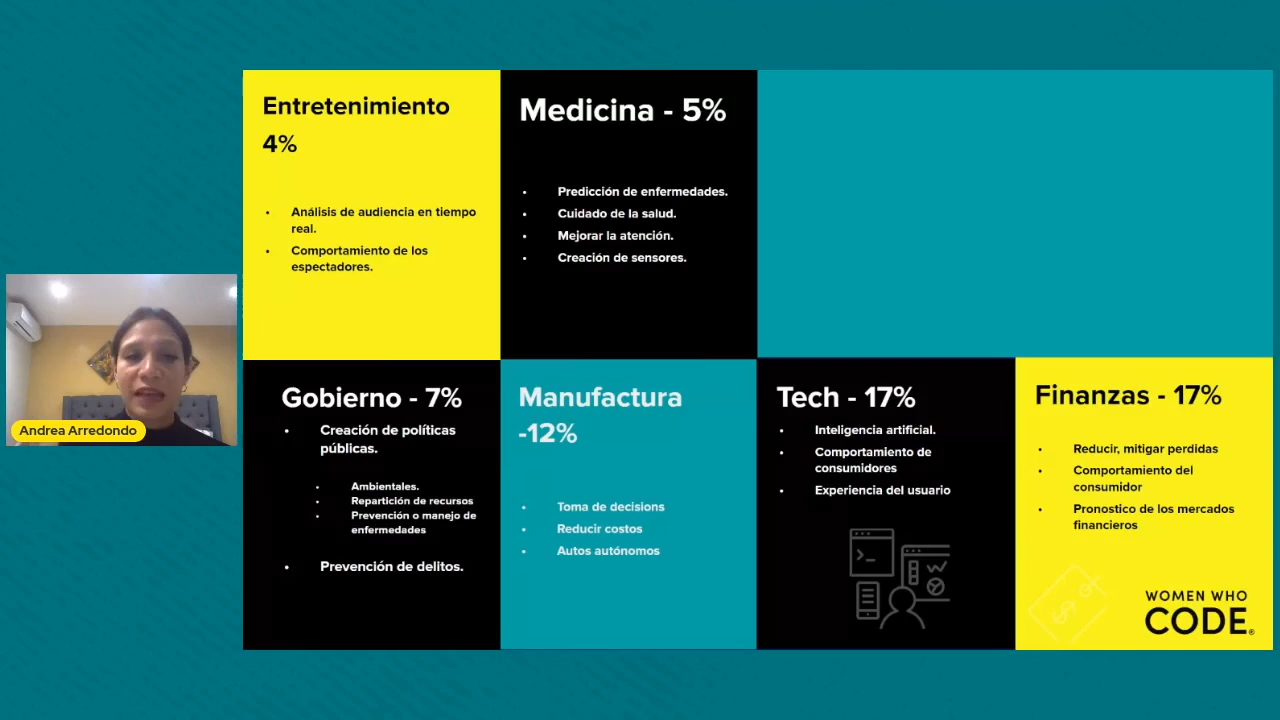 Entretenimiento
4%
• Análisis de audiencia en tiempo
real.
• Comportamiento de los
espectadores.
Medicina - 5%
• Predicción de enfermedades.
• Cuidado de la salud.
• Mejorar la atención.
• Creación de sensores.
Andrea Arredondo
Gobierno - 7%
• Creación de políticas
públicas.
• Ambientales.
• Repartición de recursos
• Prevención o manejo de
enfermedades
• Prevención de delitos.
Manufactura
-12%
• Toma de decisions
• Reducir costos
• Autos autónomos
Tech - 17%
• Inteligencia artificial.
• Comportamiento de
consumidores
• Experiencia del usuario
Finanzas - 17%
• Reducir, mitigar perdidas
• Comportamiento del
consumidor
• Pronostico de los mercados
financieros
WOMEN WHO
CODE®